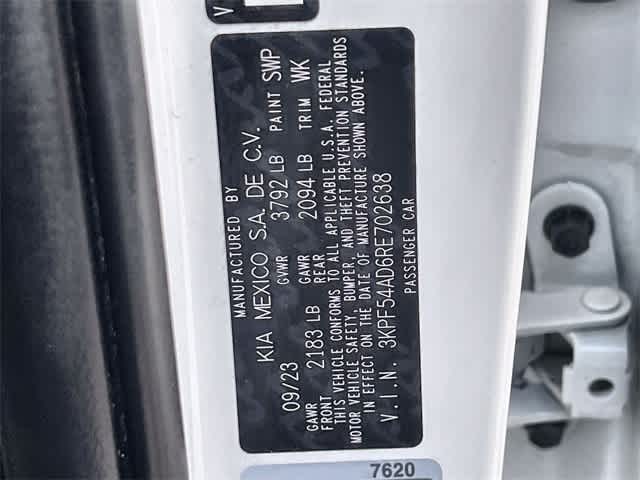 V
MANUFACTURED BY
KIA MEXICO S.A. DE C.V.
09/23 GVWR 3792 LB PAINT SWP
GAWR FRONT 2183 LB GAWR REAR 2094 LB TRIM WK
THIS VEHICLE CONFORMS TO ALL APPLICABLE U.S.A. FEDERAL
MOTOR VEHICLE SAFETY, BUMPER, AND THEFT PREVENTION STANDARDS
IN EFFECT ON THE DATE OF MANUFACTURE SHOWN ABOVE.
V.I.N. 3KPF54AD6RE702638
PASSENGER CAR
7620